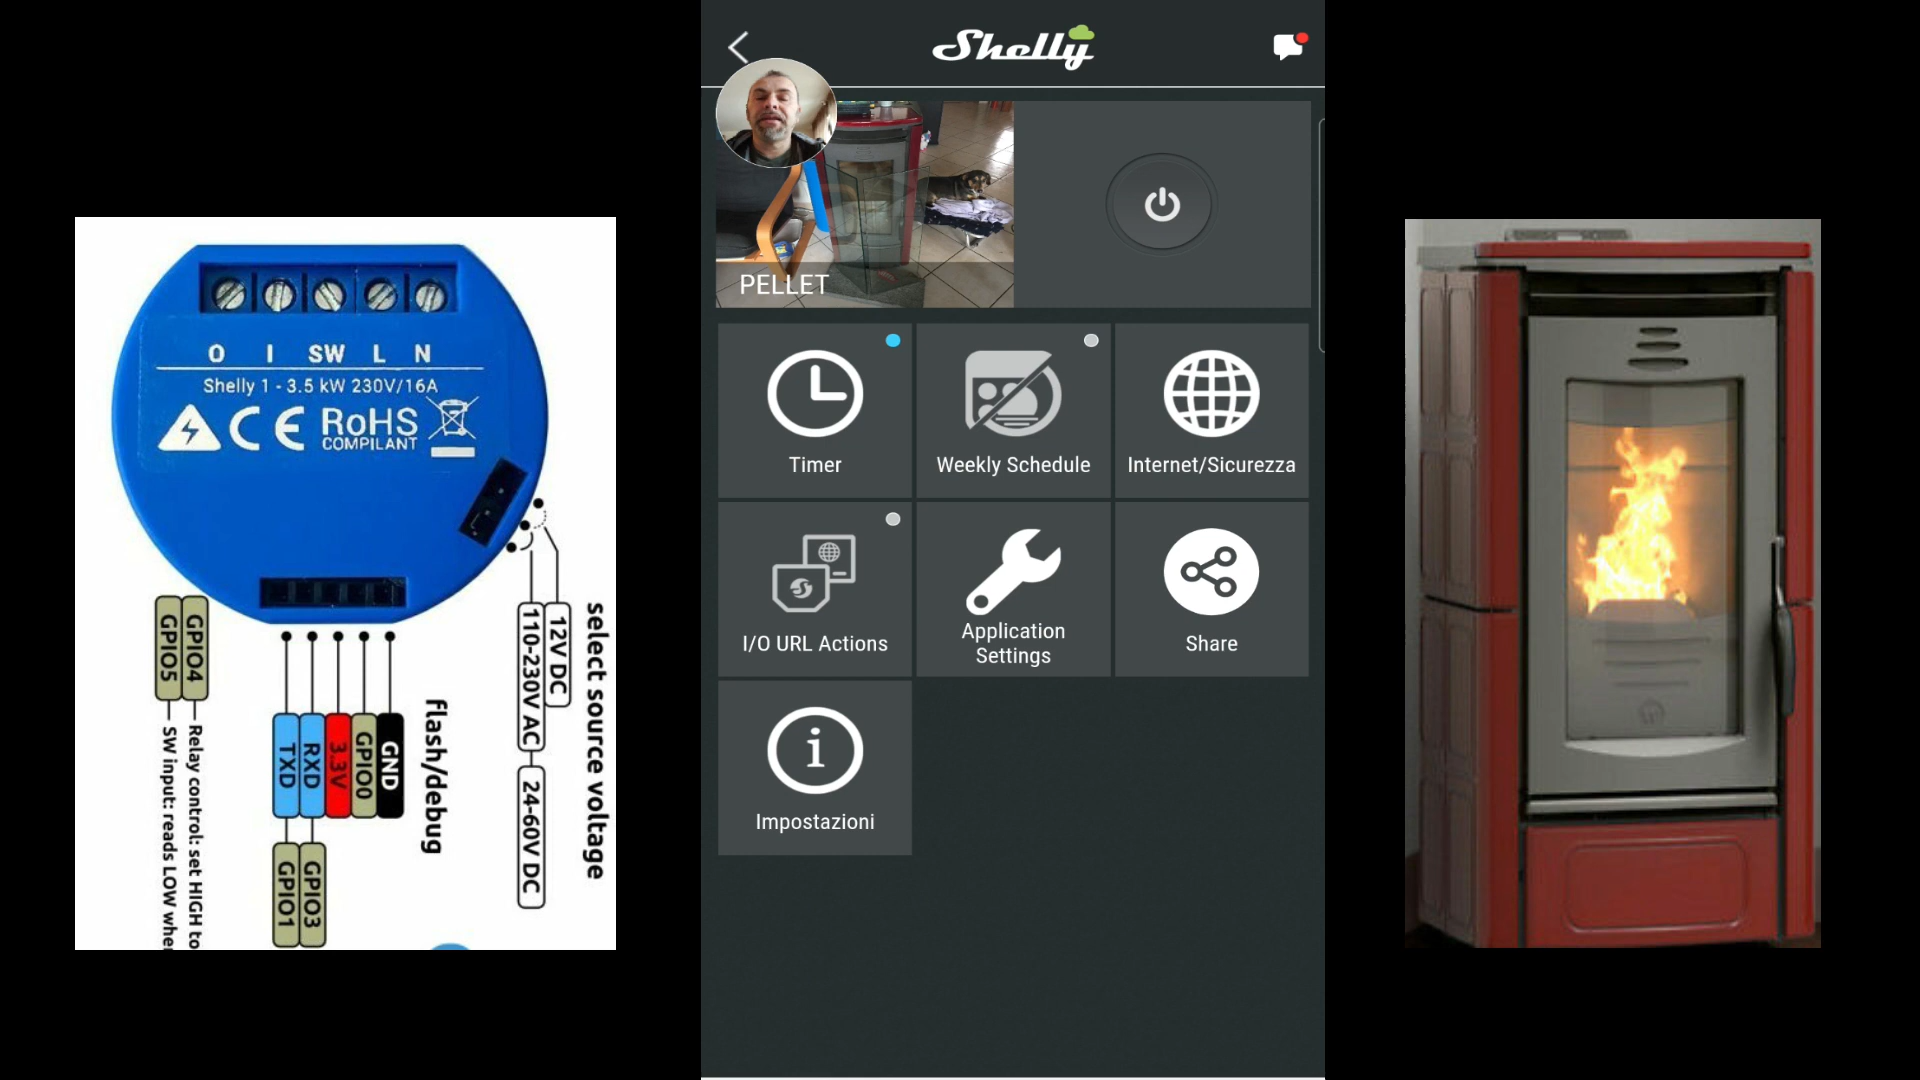 O I SW L N
Shelly 1 - 3.5 kW 230V/16A
CE RoHS
COMPILANT
GPIO5
GPIO4
SW input: reads LOW when
Relay control: set HIGH to
TXD
RXD
3.3V
GPIO0
GND
GPIO1
GPIO3
flash/debug
110-230V AC
12V DC
24-60V DC
select source voltage
Shelly
PELLET
Timer
Weekly Schedule
Internet/Sicurezza
I/O URL Actions
Application
Settings
Share
Impostazioni